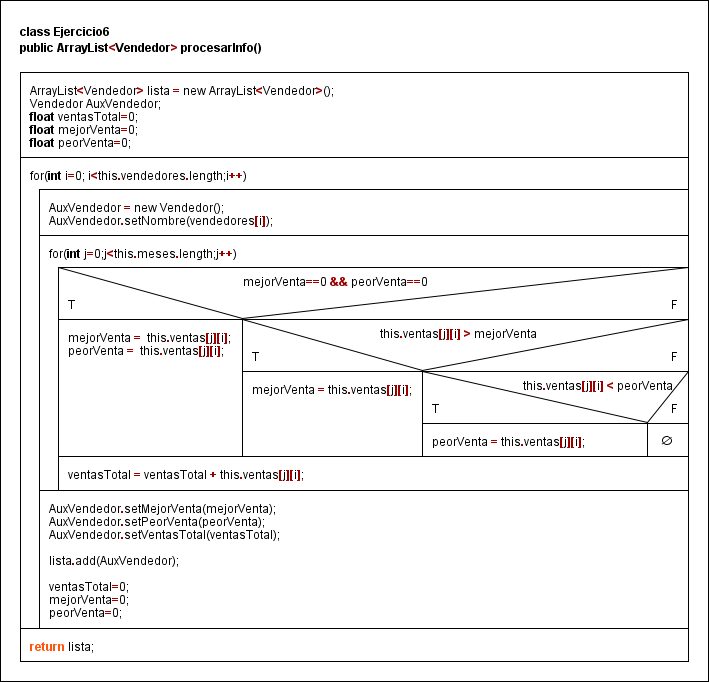 class Ejercicio6
public ArrayList<Vendedor> procesarInfo()
ArrayList<Vendedor> lista = new ArrayList<Vendedor>();
Vendedor AuxVendedor;
float ventasTotal=0;
float mejorVenta=0;
float peorVenta=0;
for(int i=0; i<this.vendedores.length;i++)
AuxVendedor = new Vendedor();
AuxVendedor.setNombre(vendedores[i]);
for(int j=0;j<this.meses.length;j++)
mejorVenta==0 && peorVenta==0
T
F
mejorVenta = this.ventas[j][i];
peorVenta = this.ventas[j][i];
this.ventas[j][i] > mejorVenta
T
F
mejorVenta = this.ventas[j][i];
this.ventas[j][i] < peorVenta
T
F
peorVenta = this.ventas[j][i];
∅
ventasTotal = ventasTotal + this.ventas[j][i];
AuxVendedor.setMejorVenta(mejorVenta);
AuxVendedor.setPeorVenta(peorVenta);
AuxVendedor.setVentasTotal(ventasTotal);
lista.add(AuxVendedor);
ventasTotal=0;
mejorVenta=0;
peorVenta=0;
return lista;